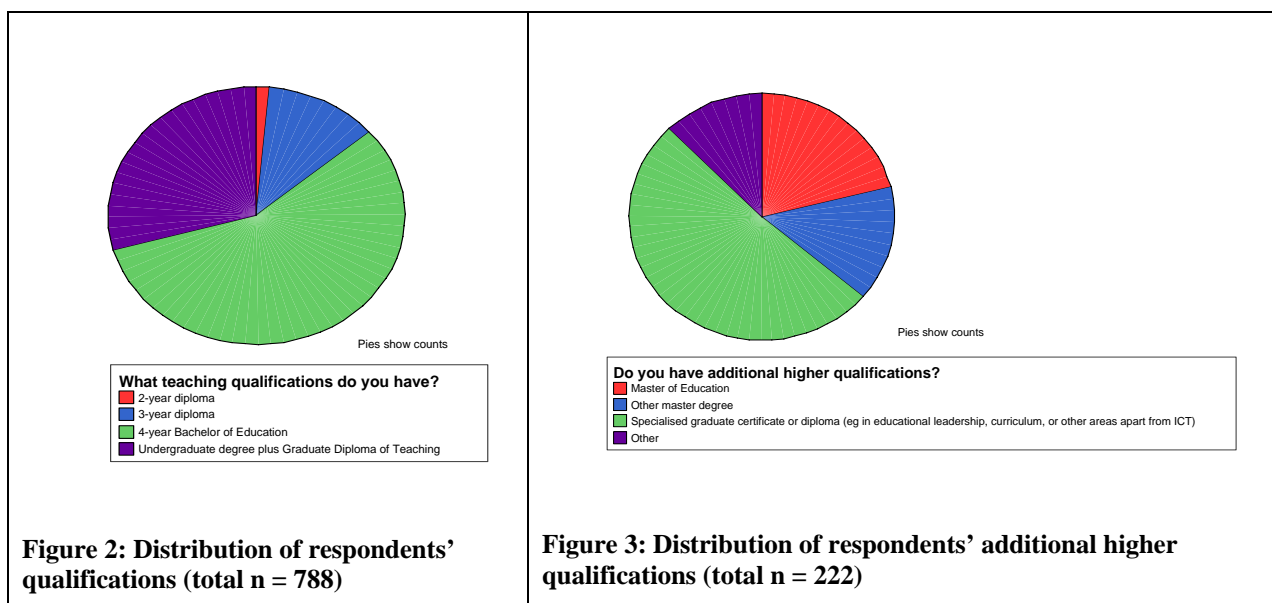 Pies show counts
What teaching qualifications do you have?
2-year diploma
3-year diploma
4-year Bachelor of Education
Undergraduate degree plus Graduate Diploma of Teaching
Figure 2: Distribution of respondents’
qualifications (total n = 788)
Pies show counts
Do you have additional higher qualifications?
Master of Education
Other master degree
Specialised graduate certificate or diploma (eg in educational leadership, curriculum, or other areas apart from ICT)
Other
Figure 3: Distribution of respondents’ additional higher
qualifications (total n = 222)